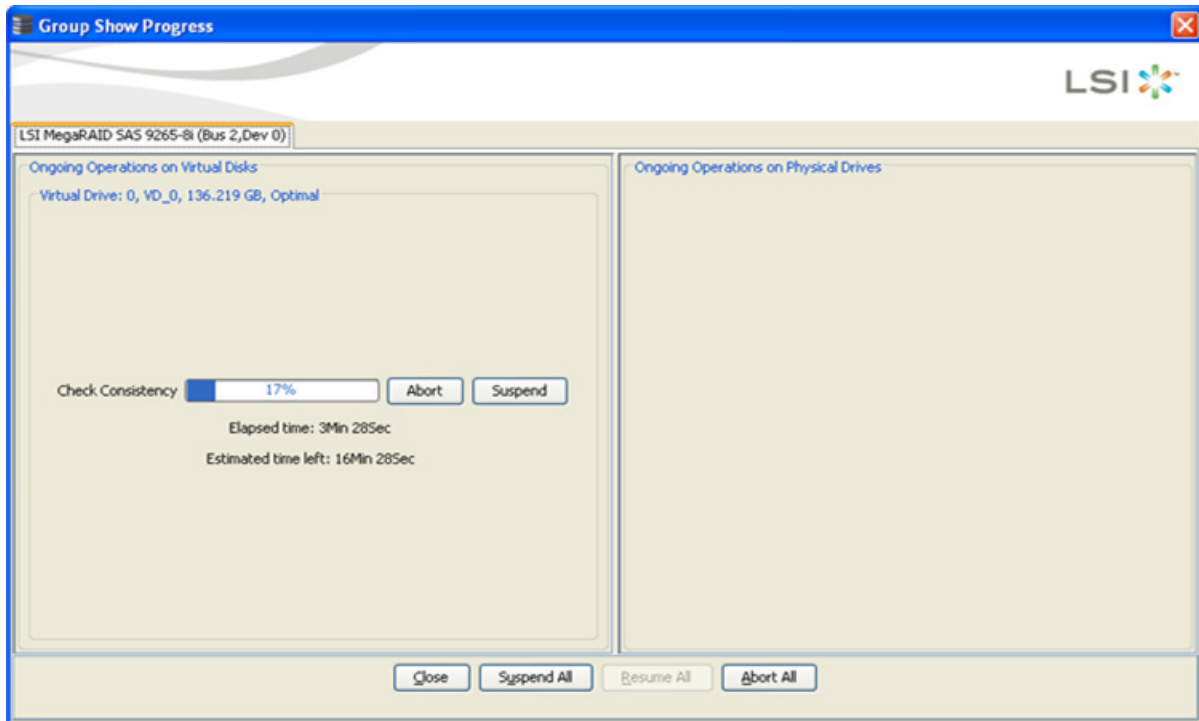 Group Show Progress
LSI
LSI MegaRAID SAS 9265-8i (Bus 2,Dev 0)
Ongoing Operations on Virtual Disks
Virtual Drive: 0, VD_0, 136.219 GB, Optimal
Check Consistency 17% Abort Suspend
Elapsed time: 3Min 28Sec
Estimated time left: 16Min 28Sec
Ongoing Operations on Physical Drives
Close Suspend All Resume All Abort All